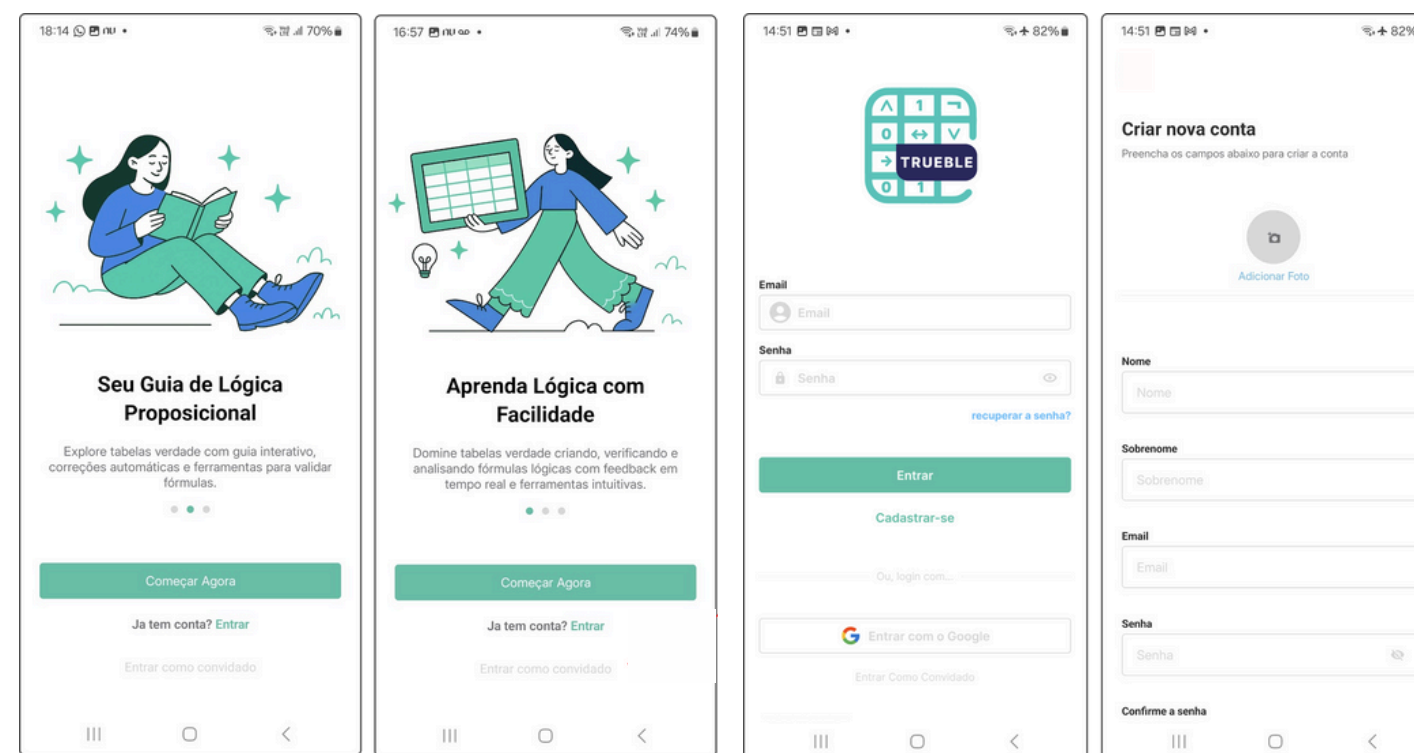 18:14 70%
Seu Guia de Lógica
Proposicional
Explore tabelas verdade com guia interativo,
correções automáticas e ferramentas para validar
fórmulas.
Começar Agora
Ja tem conta? Entrar
Entrar como convidado
16:57 74%
Aprenda Lógica com
Facilidade
Domine tabelas verdade criando, verificando e
analisando fórmulas lógicas com feedback em
tempo real e ferramentas intuitivas.
Começar Agora
Ja tem conta? Entrar
Entrar como convidado
14:51 82%
∧ 1 ¬
0 ↔ ∨
→ TRUEBLE
0 1
Email
Email
Senha
Senha
recuperar a senha?
Entrar
Cadastrar-se
Ou, login com...
Entrar com o Google
Entrar Como Convidado
14:51 82%
Criar nova conta
Preencha os campos abaixo para criar a conta
Adicionar Foto
Nome
Nome
Sobrenome
Sobrenome
Email
Email
Senha
Senha
Confirme a senha